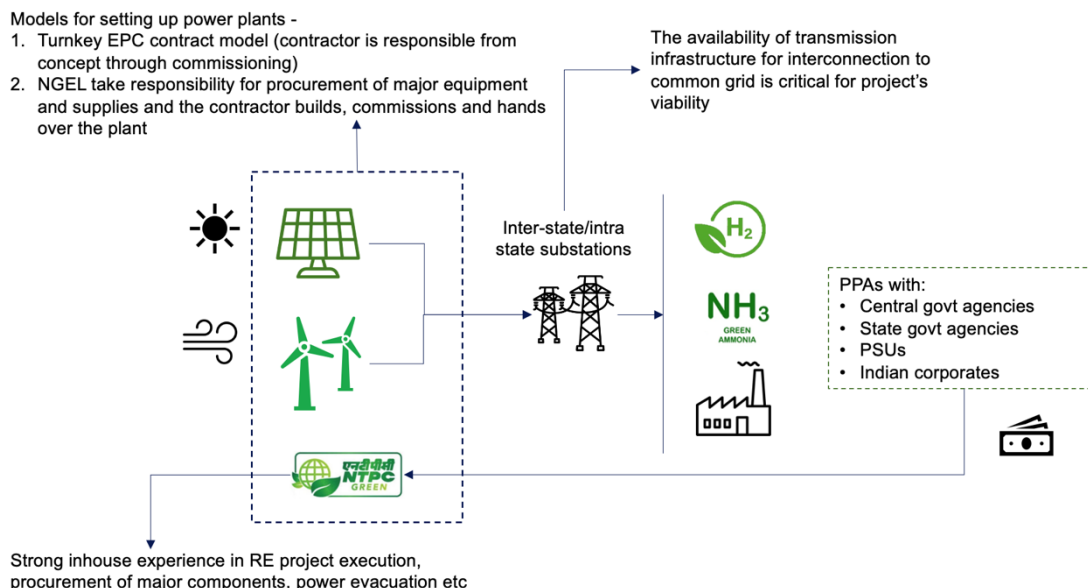 Models for setting up power plants -
1. Turnkey EPC contract model (contractor is responsible from
concept through commissioning)
2. NGEL take responsibility for procurement of major equipment
and supplies and the contractor builds, commissions and hands
over the plant
The availability of transmission
infrastructure for interconnection to
common grid is critical for project's
viability
Inter-state/intra
state substations
H2
NH3
GREEN
AMMONIA
PPAs with:
• Central govt agencies
• State govt agencies
• PSUs
• Indian corporates
एनटीपीसी
NTPC
GREEN
Strong inhouse experience in RE project execution,
procurement of major components, power evacuation etc